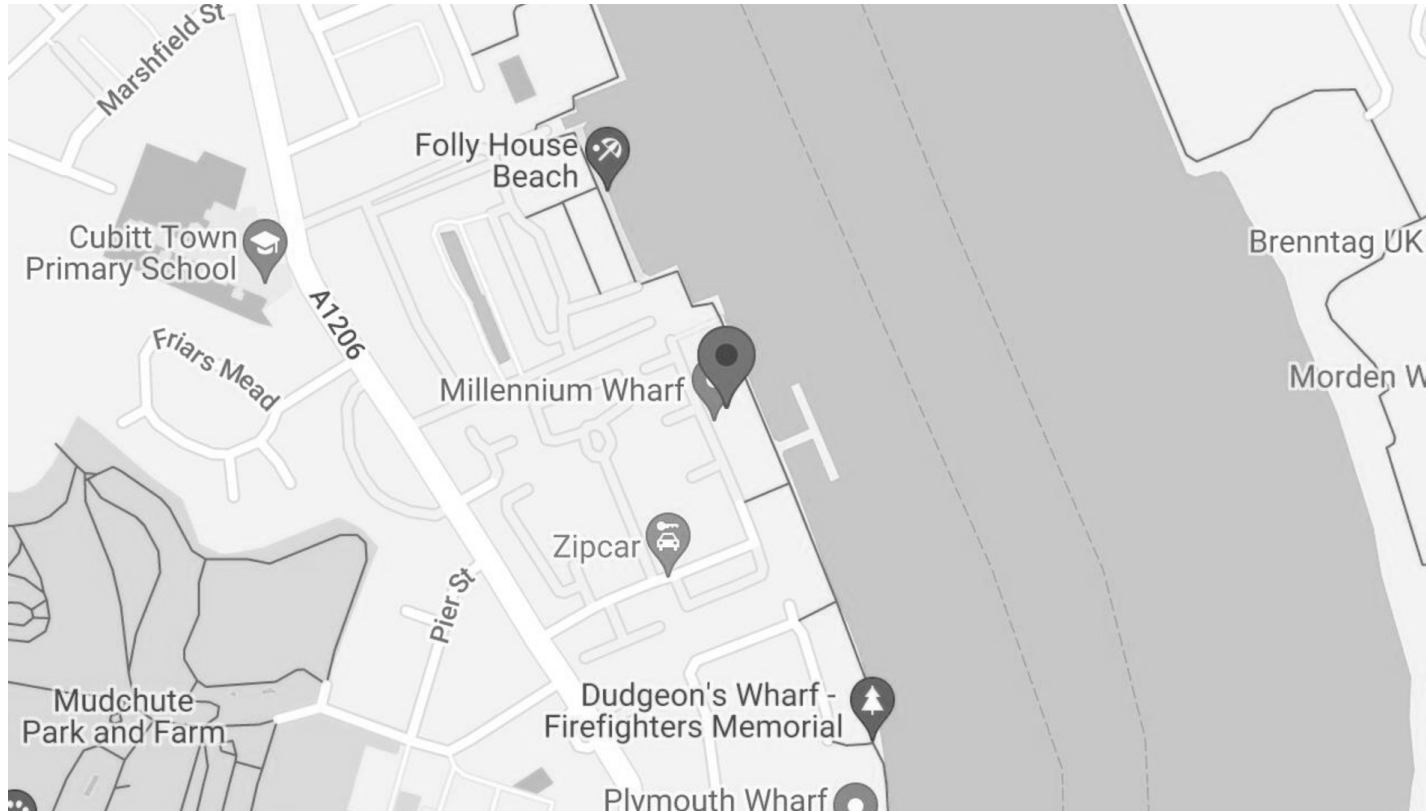 Marshfield St
Folly House
Beach
Cubitt Town
Primary School
Brenntag UK
A1206
Friars Mead
Millennium Wharf
Morden W
Zipcar
Pier St
Mudchute
Park and Farm
Dudgeon's Wharf -
Firefighters Memorial
Plymouth Wharf